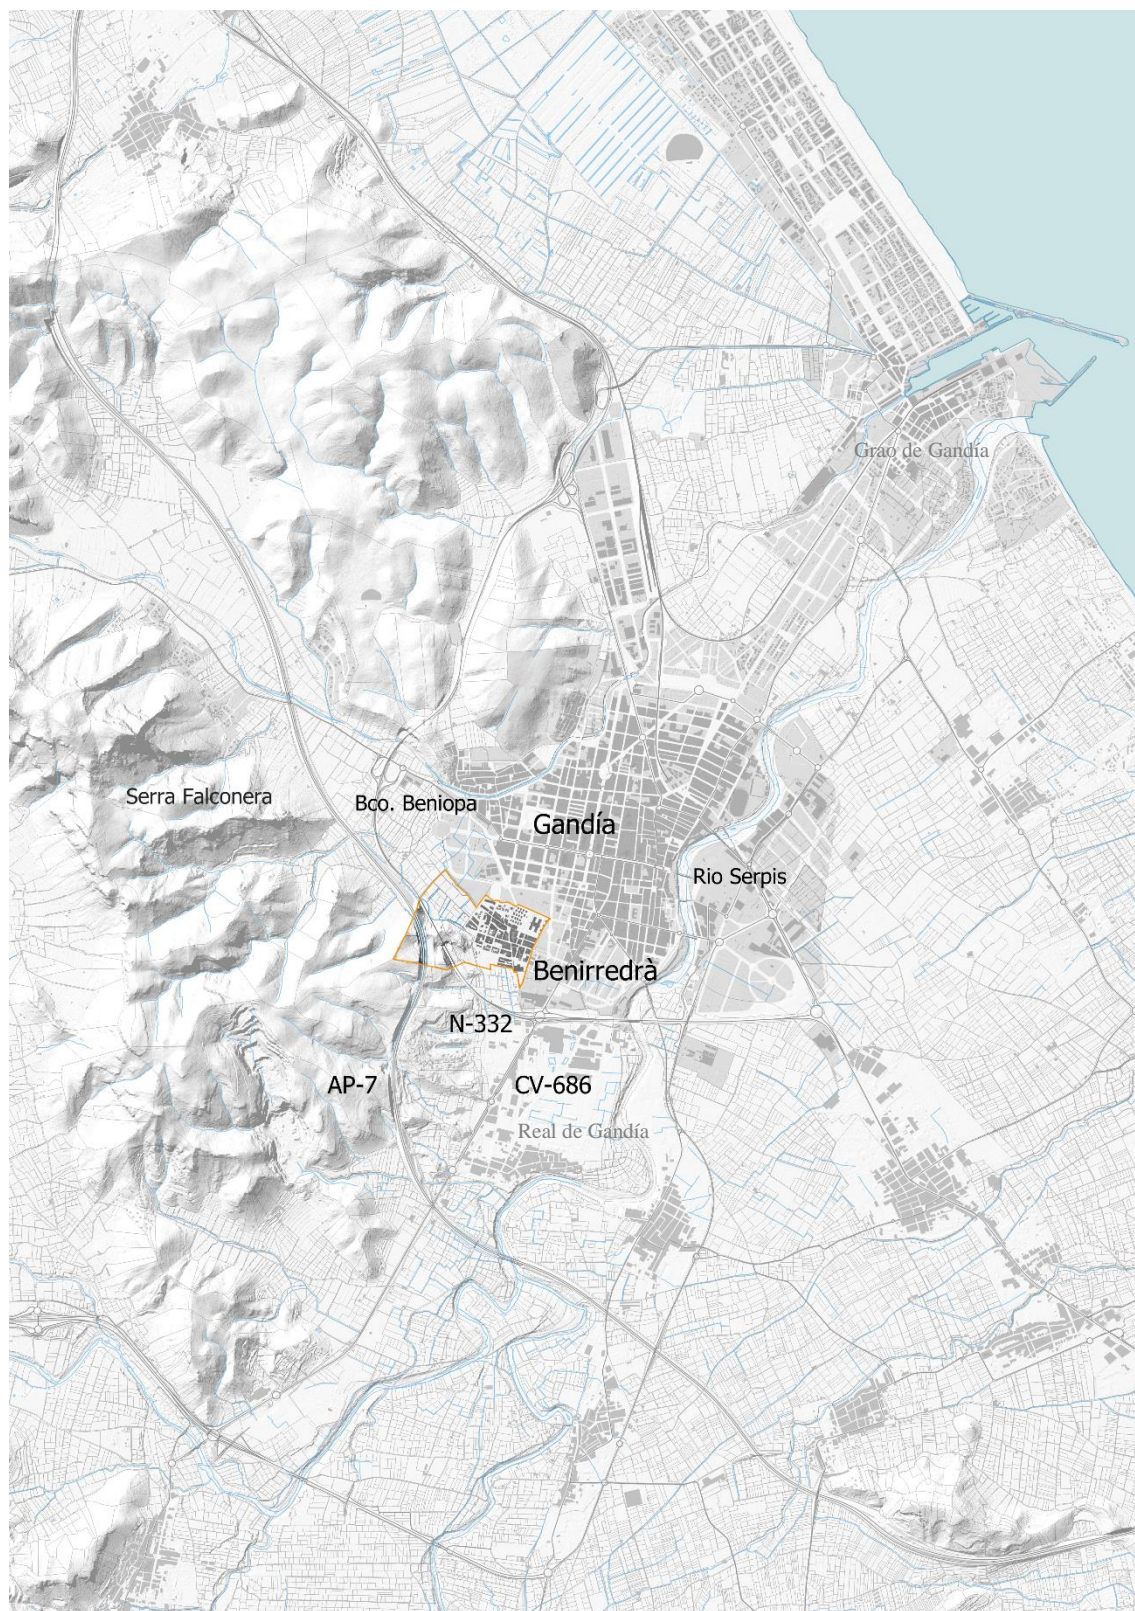 Grao de Gandía
Serra Falconera
Bco. Beniopa
Gandía
Rio Serpis
Benirredrà
N-332
AP-7
CV-686
Real de Gandía